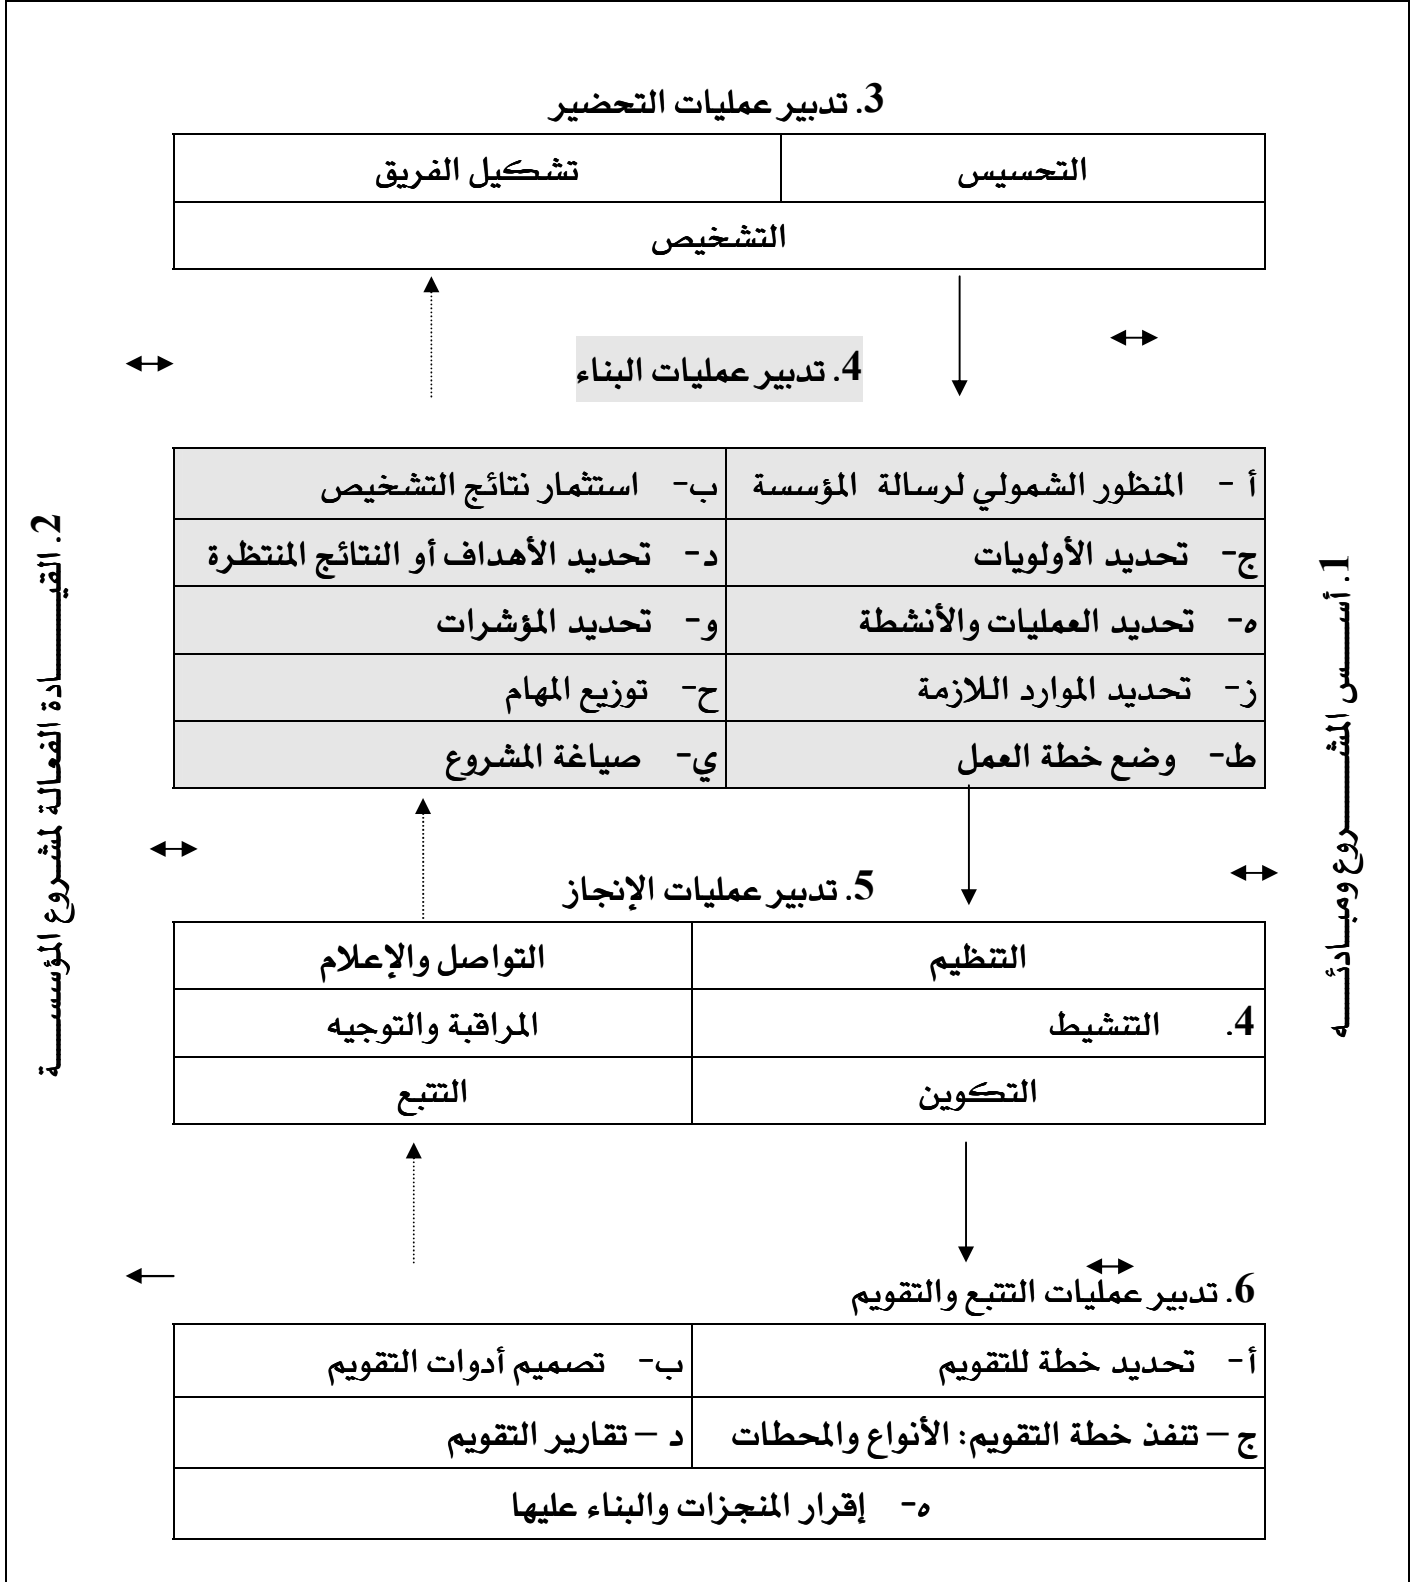 3. تدبير عمليات التحضير
التحسيس
تشكيل الفريق
التشخيص
4. تدبير عمليات البناء
أ - المنظور الشمولي لرسالة المؤسسة
ب- استثمار نتائج التشخيص
ج- تحديد الأولويات
د- تحديد الأهداف أو النتائج المنتظرة
ه- تحديد العمليات والأنشطة
و- تحديد المؤشرات
ز- تحديد الموارد اللازمة
ح- توزيع المهام
ط- وضع خطة العمل
ي- صياغة المشروع
5. تدبير عمليات الإنجاز
التنظيم
التواصل والإعلام
4. التنشيط
المراقبة والتوجيه
التكوين
التتبع
6. تدبير عمليات التتبع والتقويم
أ- تحديد خطة للتقويم
ب- تصميم أدوات التقويم
ج – تنفذ خطة التقويم: الأنواع والمحطات
د – تقارير التقويم
ه- إقرار المنجزات والبناء عليها
1. أســـس المشـــــروع ومبـادئـــه
2. القيـــــادة الفعالة لمشـروع المؤسســـة